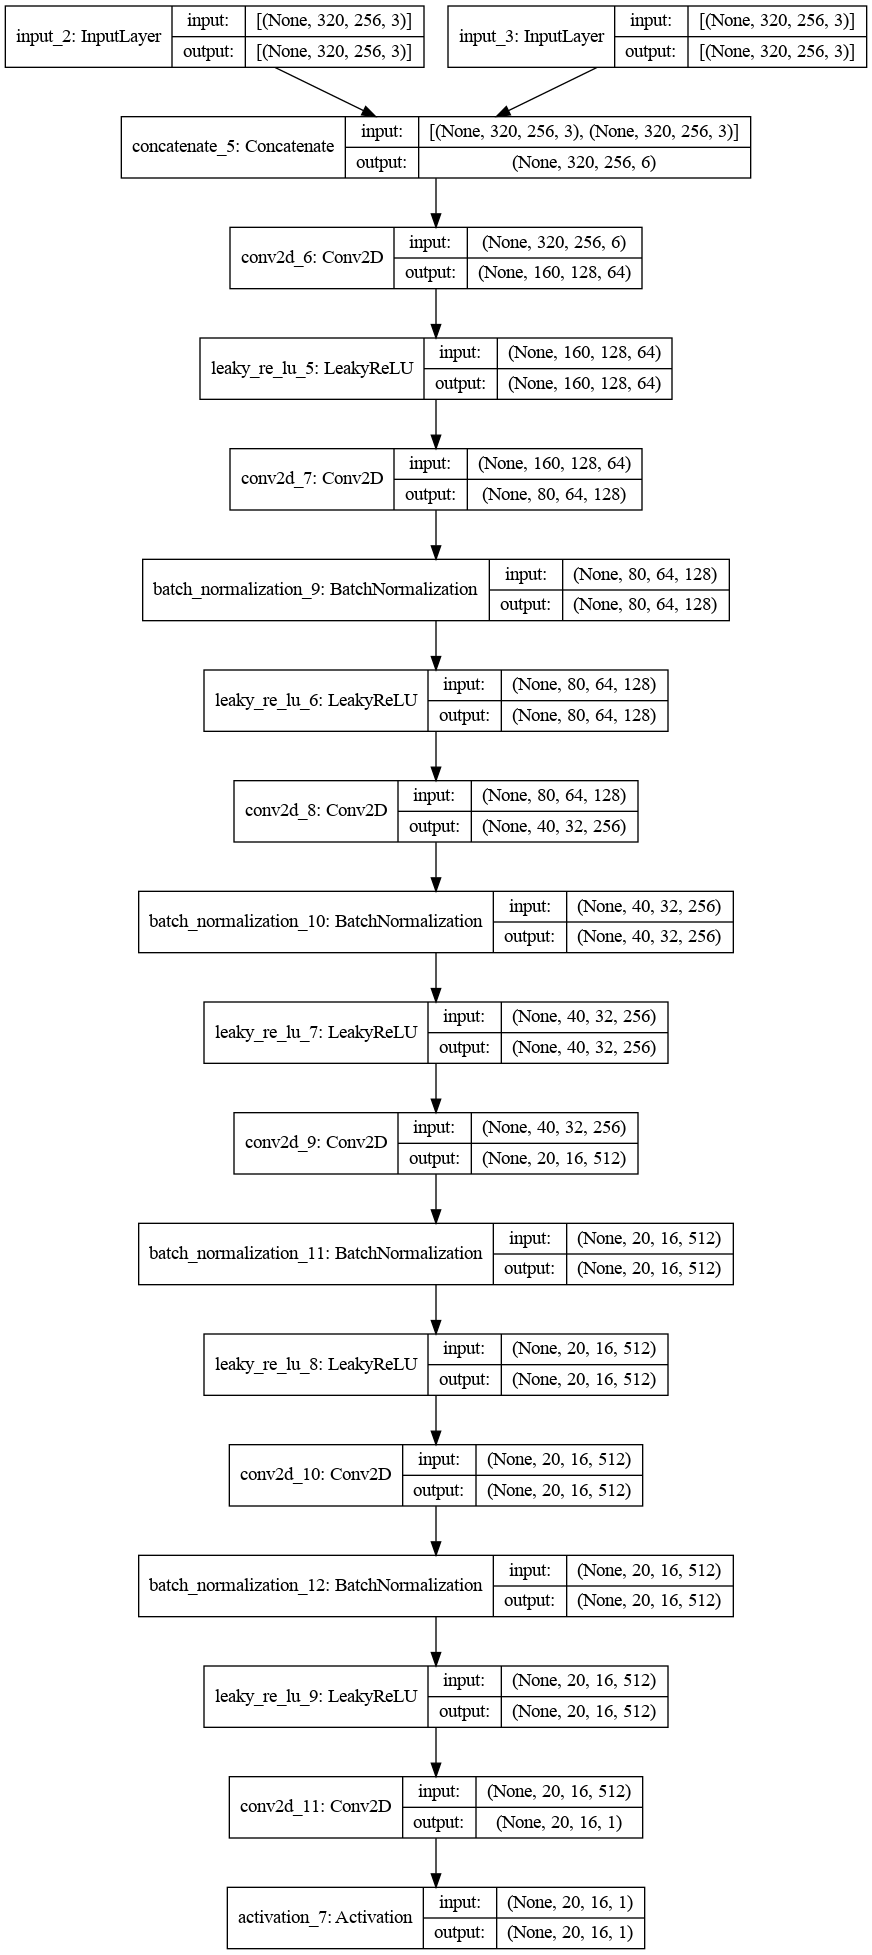 input_2: InputLayer input: [(None, 320, 256, 3)]
output: [(None, 320, 256, 3)]
input_3: InputLayer input: [(None, 320, 256, 3)]
output: [(None, 320, 256, 3)]
concatenate_5: Concatenate input: [(None, 320, 256, 3), (None, 320, 256, 3)]
output: (None, 320, 256, 6)
conv2d_6: Conv2D input: (None, 320, 256, 6)
output: (None, 160, 128, 64)
leaky_re_lu_5: LeakyReLU input: (None, 160, 128, 64)
output: (None, 160, 128, 64)
conv2d_7: Conv2D input: (None, 160, 128, 64)
output: (None, 80, 64, 128)
batch_normalization_9: BatchNormalization input: (None, 80, 64, 128)
output: (None, 80, 64, 128)
leaky_re_lu_6: LeakyReLU input: (None, 80, 64, 128)
output: (None, 80, 64, 128)
conv2d_8: Conv2D input: (None, 80, 64, 128)
output: (None, 40, 32, 256)
batch_normalization_10: BatchNormalization input: (None, 40, 32, 256)
output: (None, 40, 32, 256)
leaky_re_lu_7: LeakyReLU input: (None, 40, 32, 256)
output: (None, 40, 32, 256)
conv2d_9: Conv2D input: (None, 40, 32, 256)
output: (None, 20, 16, 512)
batch_normalization_11: BatchNormalization input: (None, 20, 16, 512)
output: (None, 20, 16, 512)
leaky_re_lu_8: LeakyReLU input: (None, 20, 16, 512)
output: (None, 20, 16, 512)
conv2d_10: Conv2D input: (None, 20, 16, 512)
output: (None, 20, 16, 512)
batch_normalization_12: BatchNormalization input: (None, 20, 16, 512)
output: (None, 20, 16, 512)
leaky_re_lu_9: LeakyReLU input: (None, 20, 16, 512)
output: (None, 20, 16, 512)
conv2d_11: Conv2D input: (None, 20, 16, 512)
output: (None, 20, 16, 1)
activation_7: Activation input: (None, 20, 16, 1)
output: (None, 20, 16, 1)